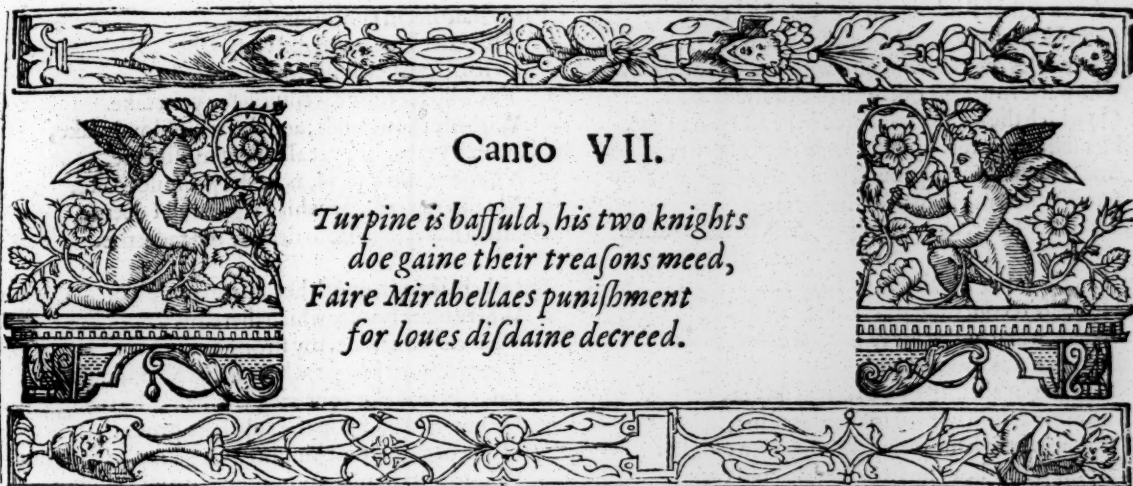 Canto VII.
Turpine is baffuld, his two knights
doe gaine their treaſons meed,
Faire Mirabellaes puniſhment
for loues diſdaine decreed.